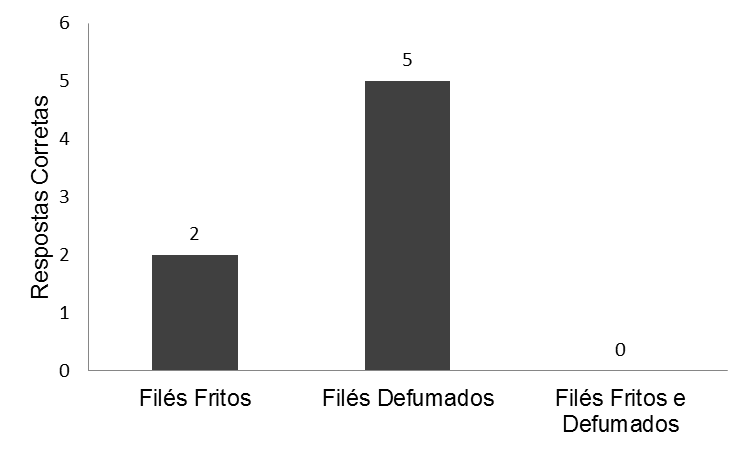 Respostas Corretas
6
5
4
3
2
1
0
2
5
0
Filés Fritos
Filés Defumados
Filés Fritos e
Defumados